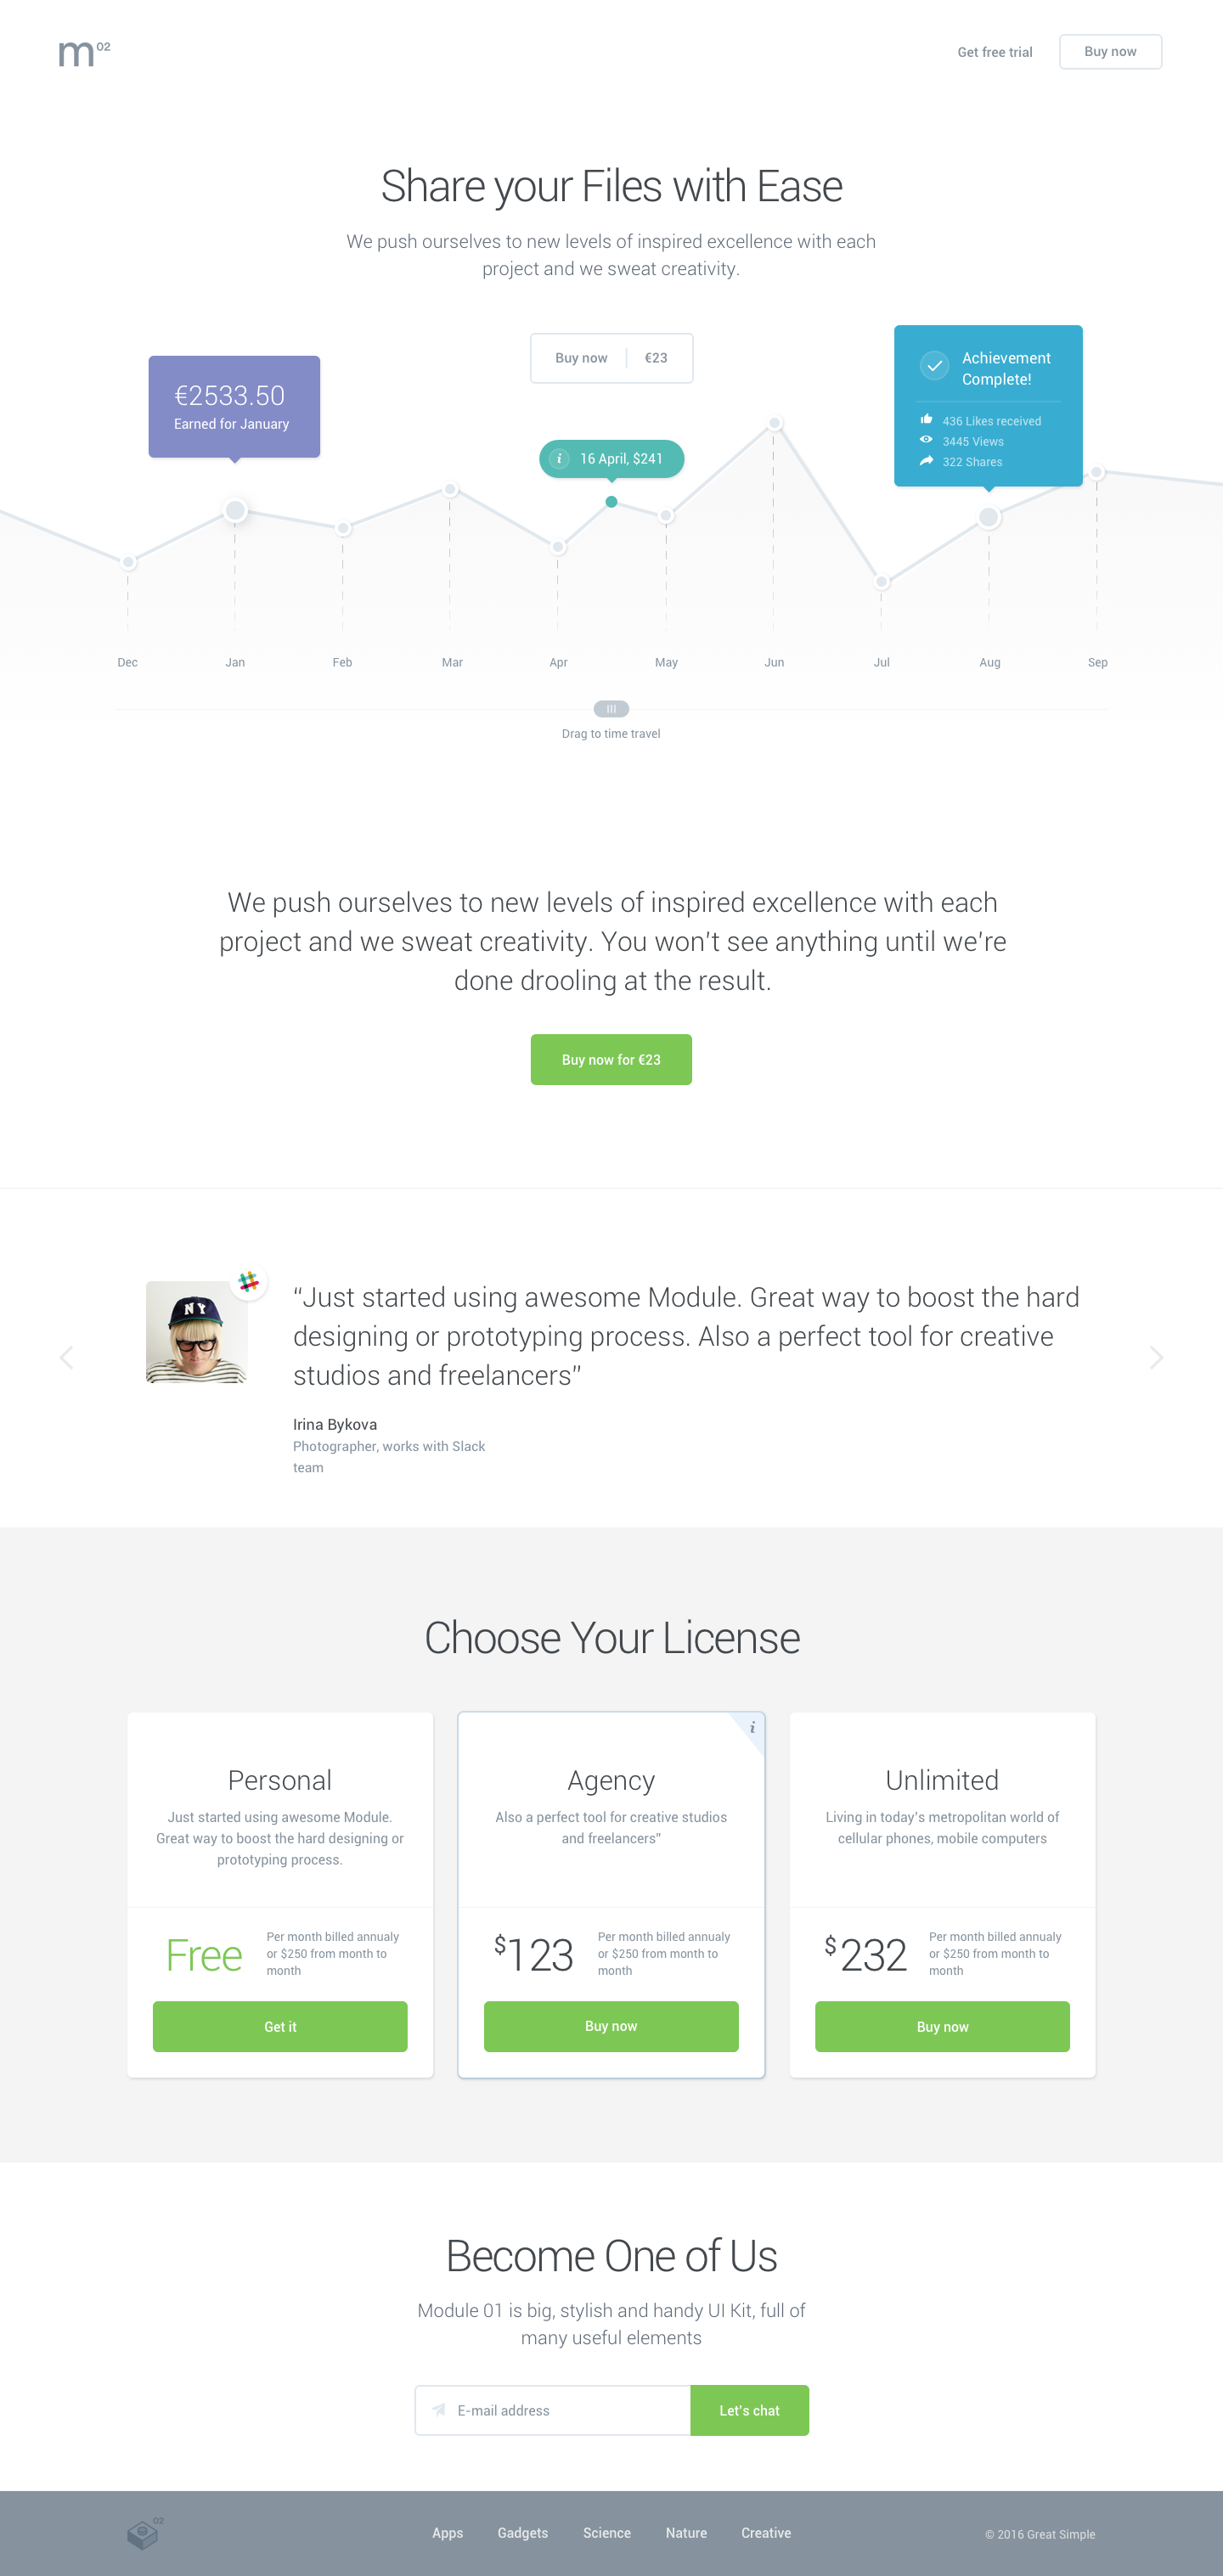 m02
Get free trial
Buy now
Share your Files with Ease
We push ourselves to new levels of inspired excellence with each
project and we sweat creativity.
€2533.50
Earned for January
Buy now
€23
16 April, $241
Achievement
Complete!
436 Likes received
3445 Views
322 Shares
Dec
Jan
Feb
Mar
Apr
May
Jun
Jul
Aug
Sep
Drag to time travel
We push ourselves to new levels of inspired excellence with each
project and we sweat creativity. You won't see anything until we're
done drooling at the result.
Buy now for €23
NY
“Just started using awesome Module. Great way to boost the hard
designing or prototyping process. Also a perfect tool for creative
studios and freelancers”
Irina Bykova
Photographer, works with Slack
team
Choose Your License
Personal
Just started using awesome Module.
Great way to boost the hard designing or
prototyping process.
Free
Per month billed annualy
or $250 from month to
month
Get it
i
Agency
Also a perfect tool for creative studios
and freelancers”
$123
Per month billed annualy
or $250 from month to
month
Buy now
Unlimited
Living in today's metropolitan world of
cellular phones, mobile computers
$232
Per month billed annualy
or $250 from month to
month
Buy now
Become One of Us
Module 01 is big, stylish and handy UI Kit, full of
many useful elements
E-mail address
Let's chat
02
Apps
Gadgets
Science
Nature
Creative
© 2016 Great Simple